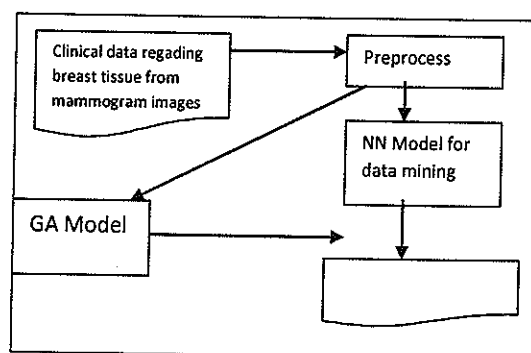 Clinical data regading
breast tissue from
mammogram images
Preprocess
NN Model for
data mining
GA Model